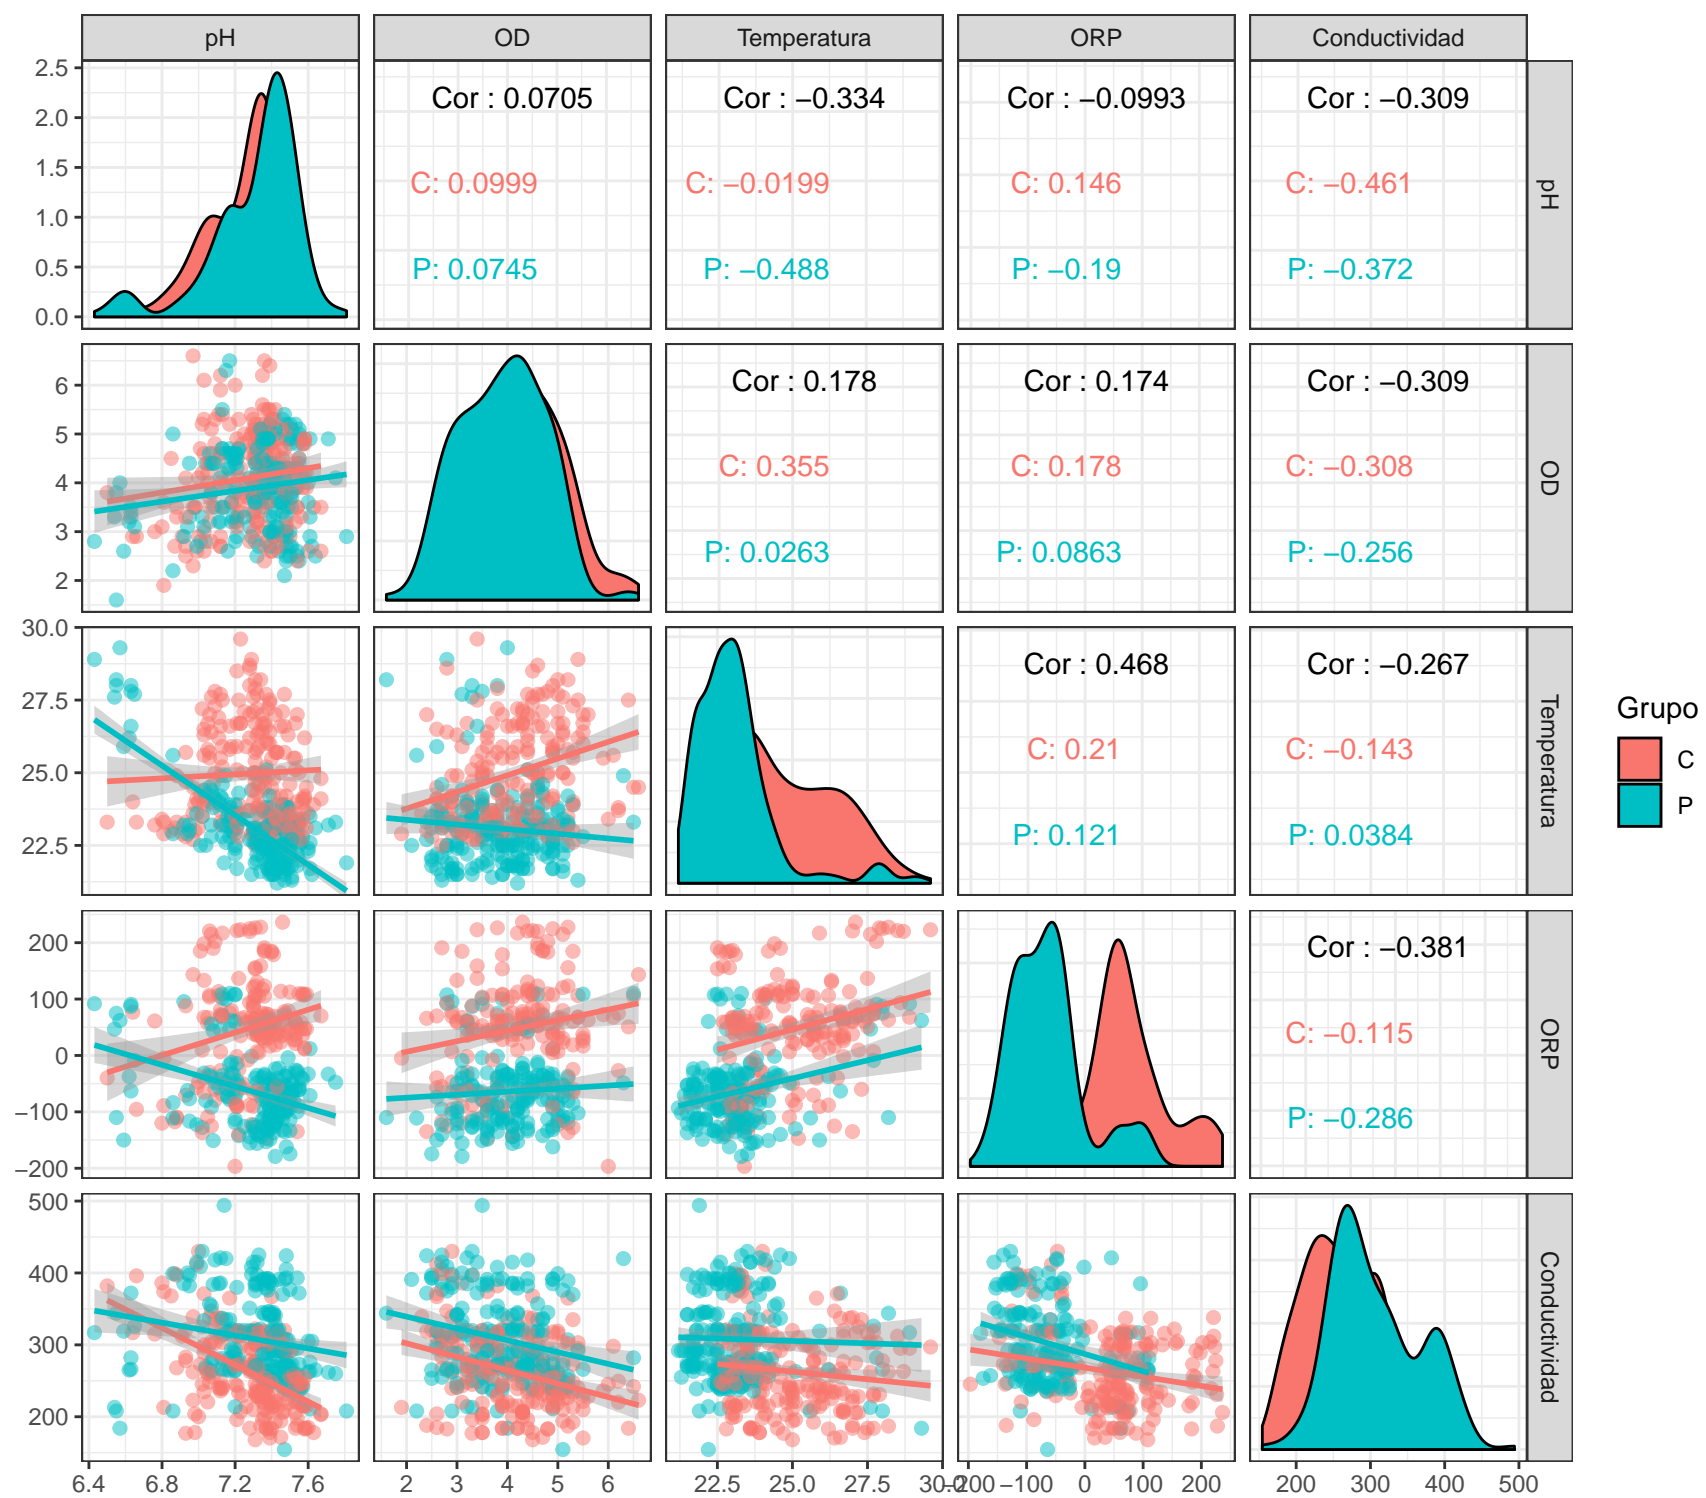 pH OD Temperatura ORP Conductividad
2.5
2.0
1.5
1.0
0.5
0.0
Cor : 0.0705
C: 0.0999
P: 0.0745
Cor : −0.334
C: −0.0199
P: −0.488
Cor : −0.0993
C: 0.146
P: −0.19
Cor : −0.309
C: −0.461
P: −0.372
pH
6
5
4
3
2
Cor : 0.178
C: 0.355
P: 0.0263
Cor : 0.174
C: 0.178
P: 0.0863
Cor : −0.309
C: −0.308
P: −0.256
OD
30.0
27.5
25.0
22.5
Cor : 0.468
C: 0.21
P: 0.121
Cor : −0.267
C: −0.143
P: 0.0384
Temperatura
200
100
0
−100
−200
Cor : −0.381
C: −0.115
P: −0.286
ORP
500
400
300
200
Conductividad
6.4 6.8 7.2 7.6
2 3 4 5 6
22.5 25.0 27.5 30.0
−200 −100 0 100 200
200 300 400 500
Grupo
C
P